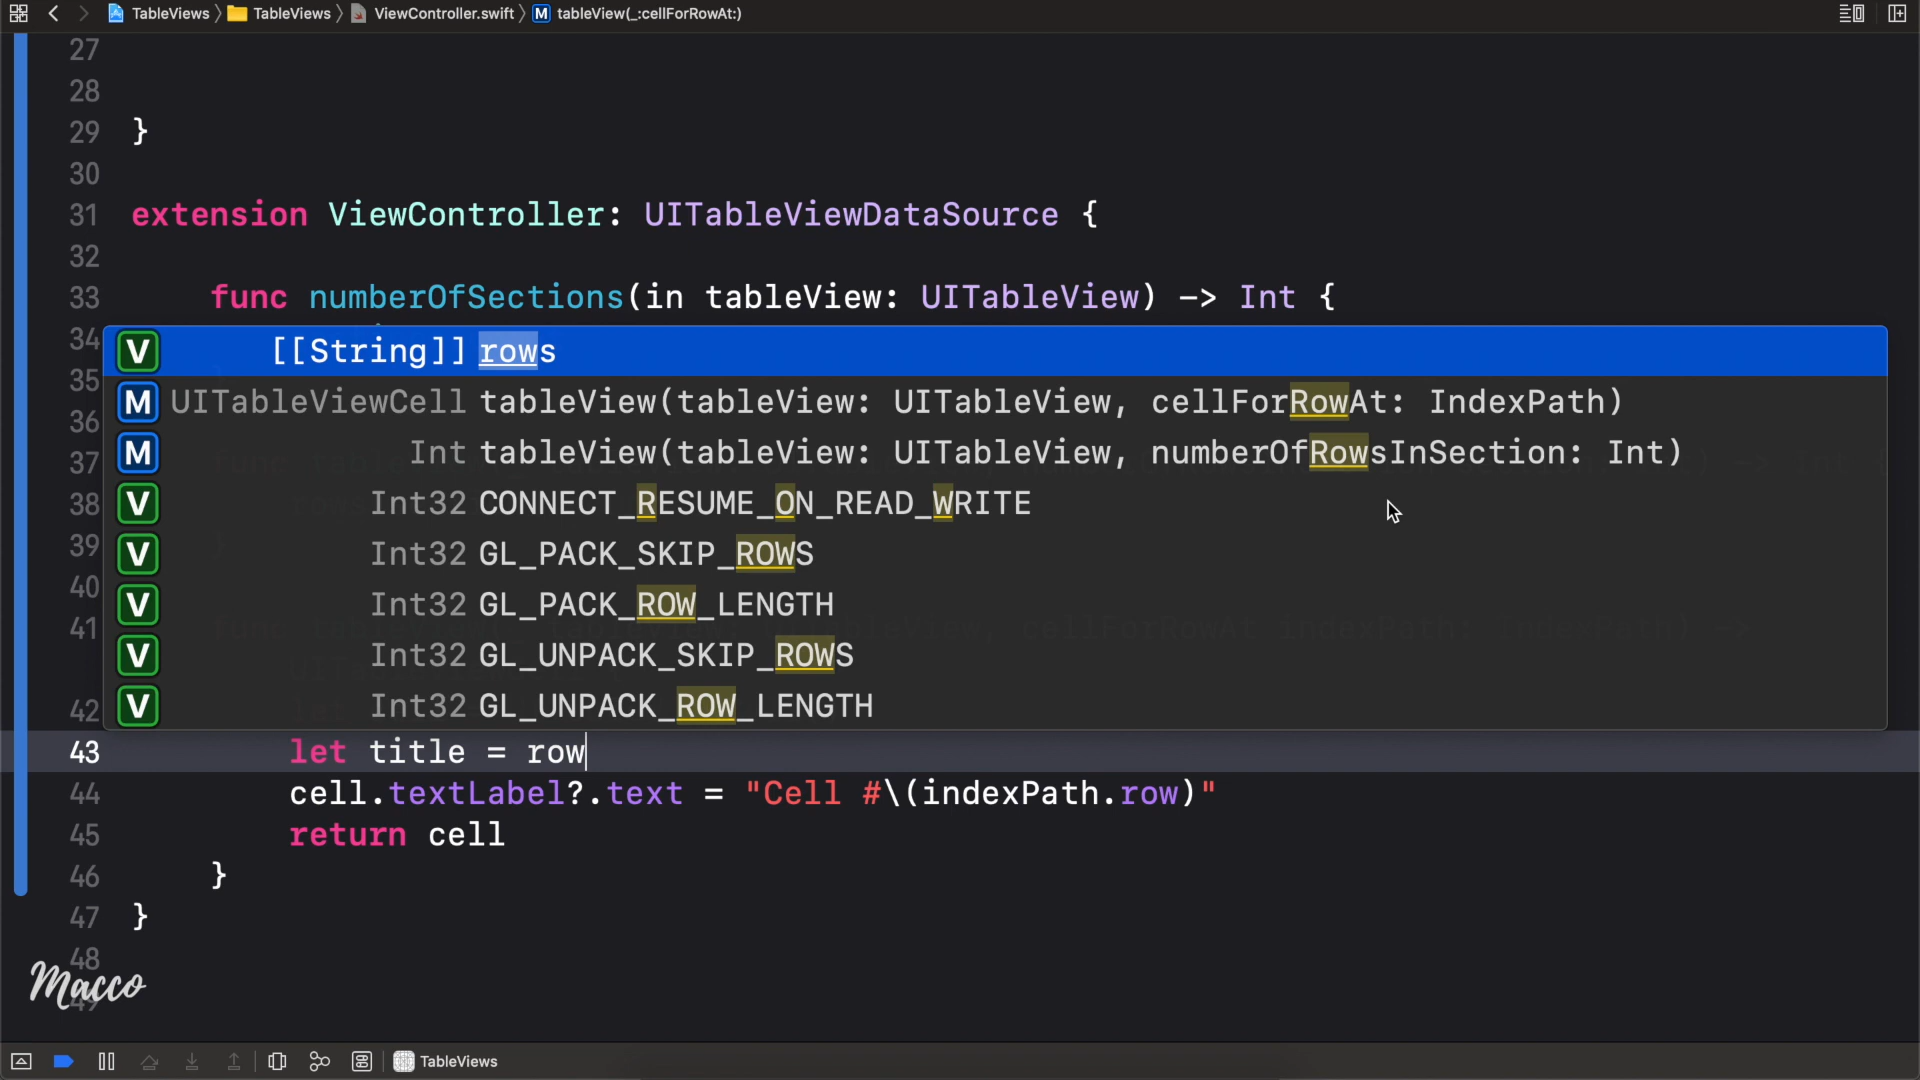 TableViews TableViews ViewController.swift M tableView(_:cellForRowAt:)
27
28
29 }
30
31 extension ViewController: UITableViewDataSource {
32
33 func numberOfSections(in tableView: UITableView) -> Int {
34
V [[String]] rows
35
M UITableViewCell tableView(tableView: UITableView, cellForRowAt: IndexPath)
36
37
M Int tableView(tableView: UITableView, numberOfRowsInSection: Int)
38
V Int32 CONNECT_RESUME_ON_READ_WRITE
39
V Int32 GL_PACK_SKIP_ROWS
40
V Int32 GL_PACK_ROW_LENGTH
41
V Int32 GL_UNPACK_SKIP_ROWS
42
V Int32 GL_UNPACK_ROW_LENGTH
43 let title = row
44 cell.textLabel?.text = "Cell #\(indexPath.row)"
45 return cell
46 }
47 }
48
Macco
49
TableViews